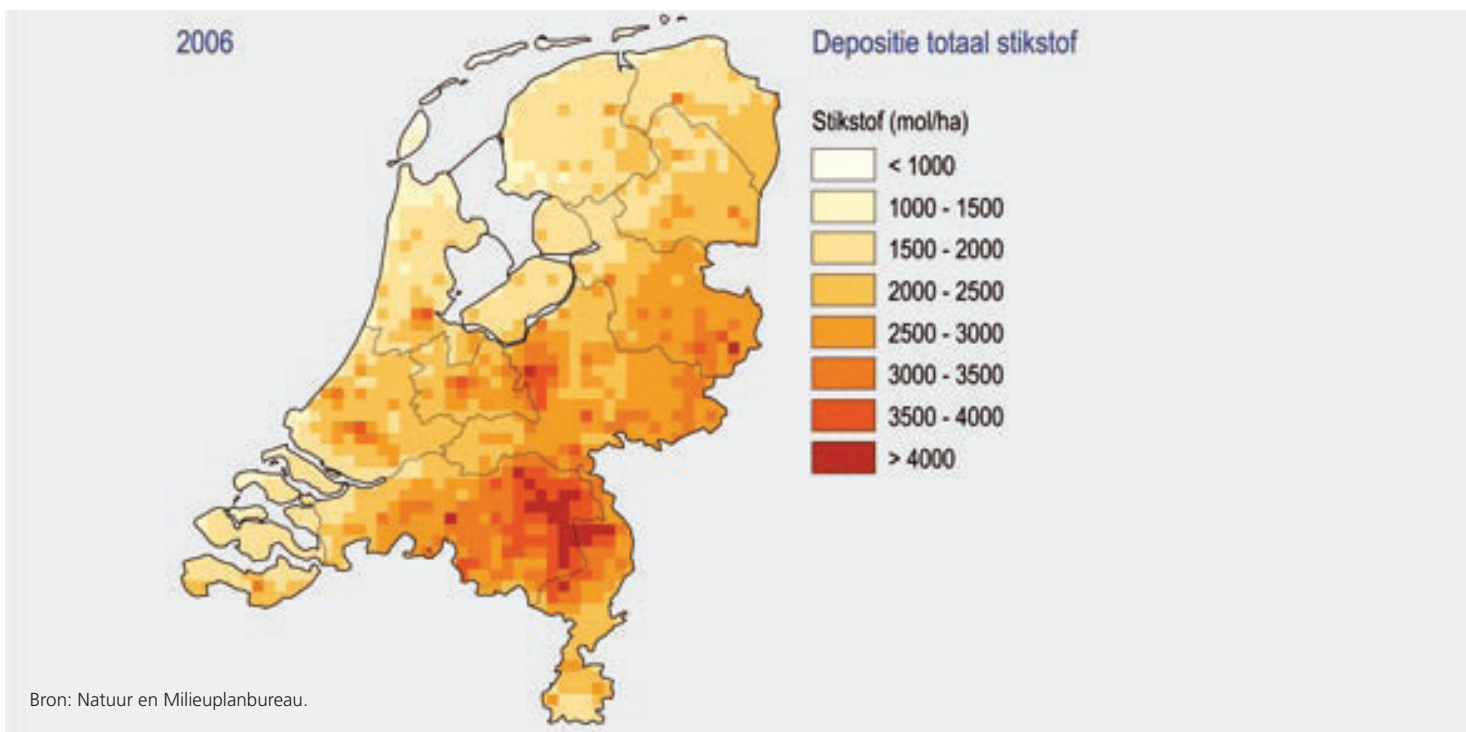 2006
Depositie totaal stikstof
Stikstof (mol/ha)
< 1000
1000 - 1500
1500 - 2000
2000 - 2500
2500 - 3000
3000 - 3500
3500 - 4000
> 4000
Bron: Natuur en Milieuplanbureau.